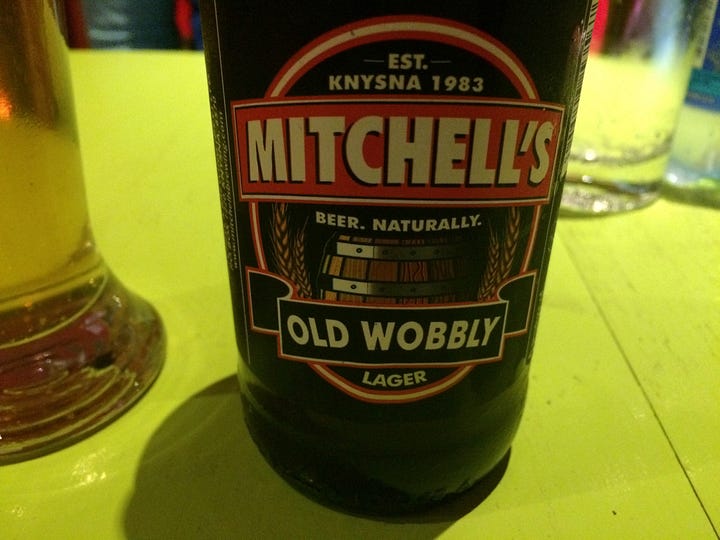 EST.
KNYSNA 1983
MITCHELL'S
BEER. NATURALLY.
OLD WOBBLY
LAGER